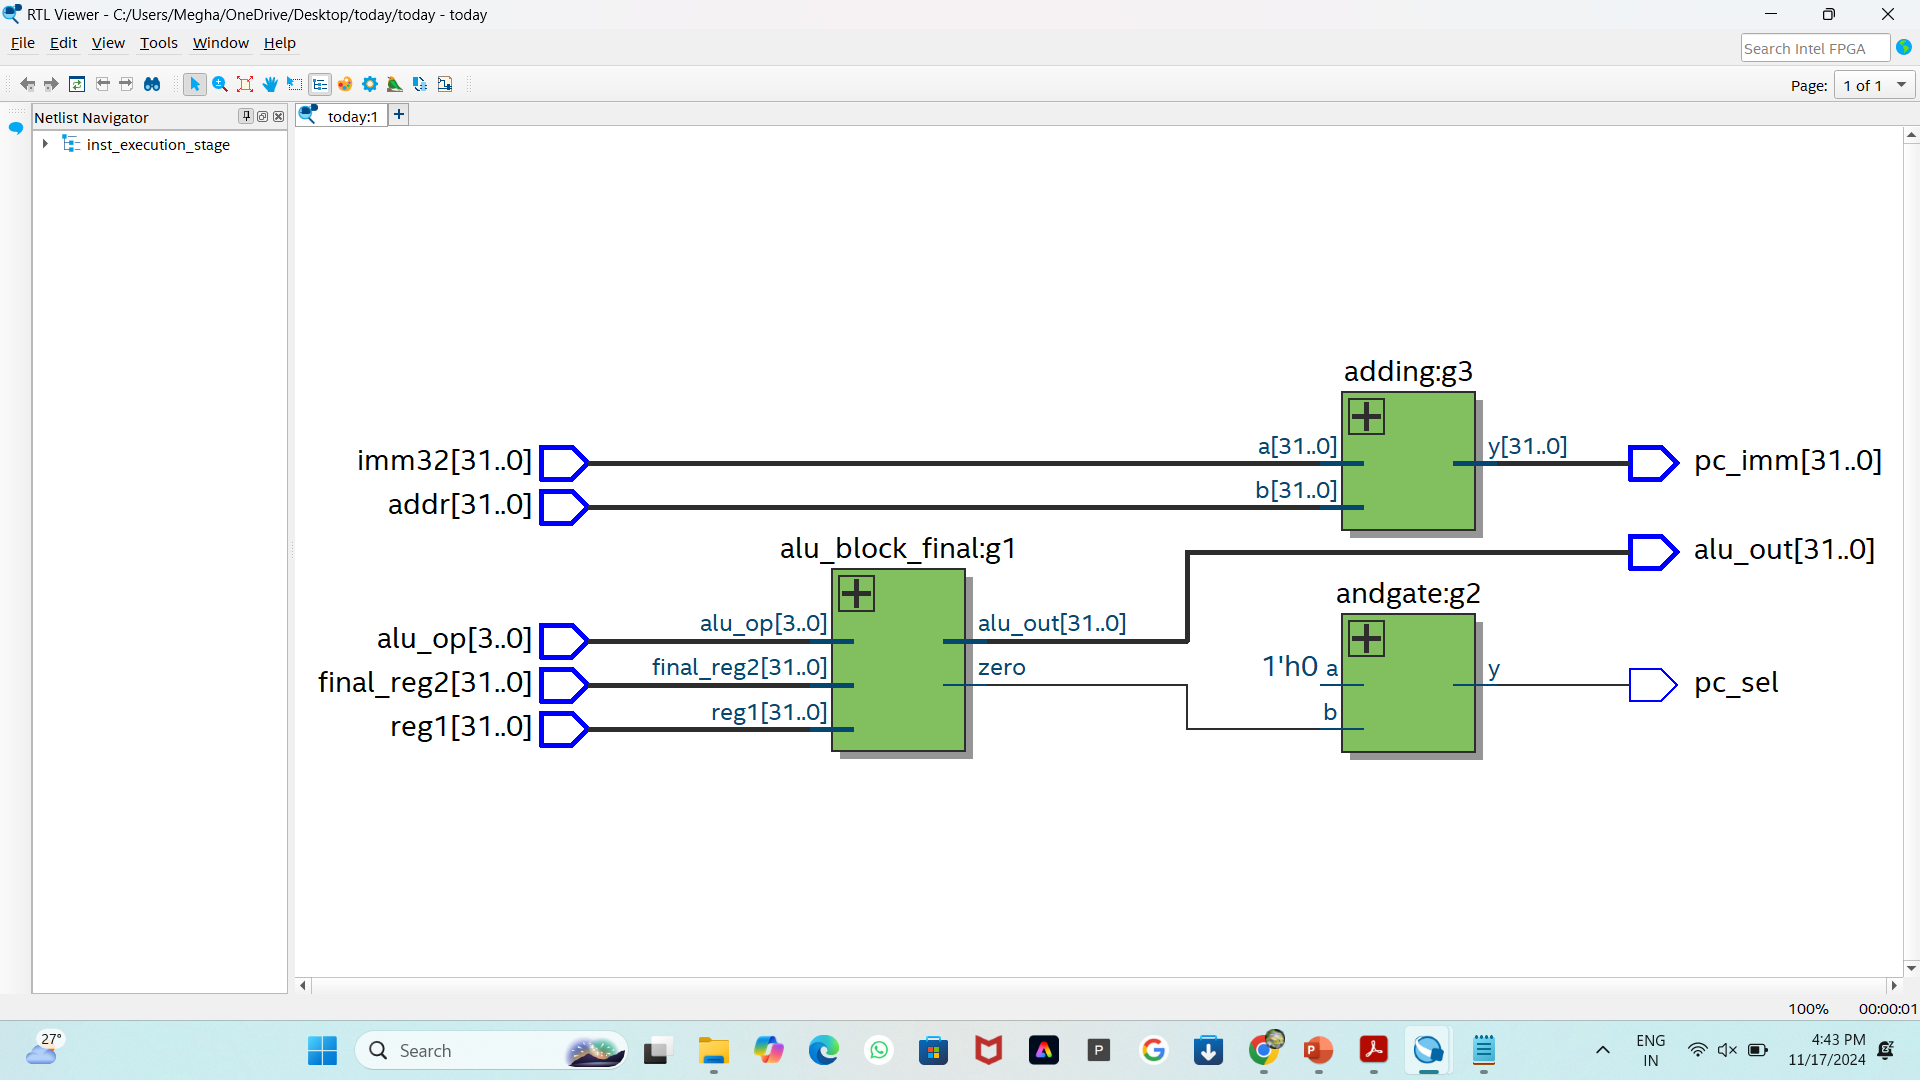 RTL Viewer - C:/Users/Megha/OneDrive/Desktop/today/today - today
File Edit View Tools Window Help
Search Intel FPGA
Page: 1 of 1
Netlist Navigator
today:1
inst_execution_stage
adding:g3
imm32[31..0]
a[31..0]
y[31..0]
pc_imm[31..0]
addr[31..0]
b[31..0]
alu_block_final:g1
alu_out[31..0]
andgate:g2
alu_op[3..0]
alu_op[3..0]
alu_out[31..0]
final_reg2[31..0]
final_reg2[31..0]
zero
1'h0 a
y
pc_sel
reg1[31..0]
reg1[31..0]
b
100% 00:00:01
27°
Search
P
P
ENG
IN
4:43 PM
11/17/2024